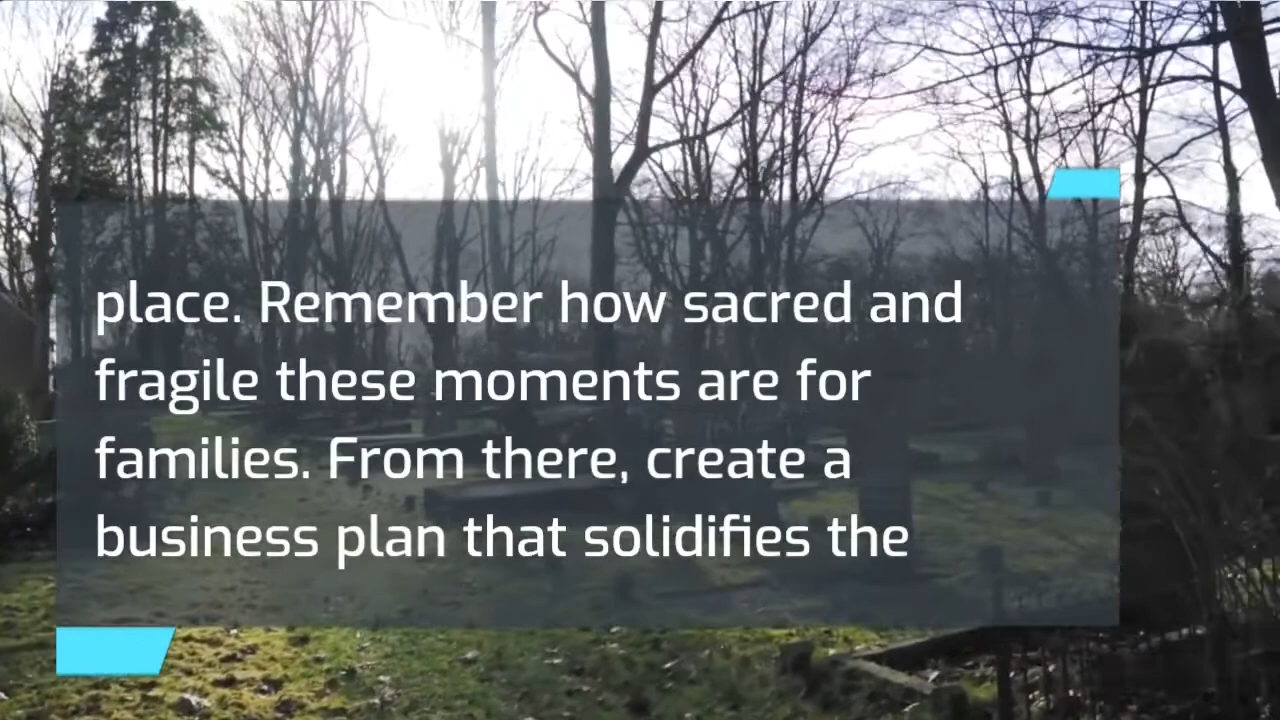 place. Remember how sacred and
fragile these moments are for
families. From there, create a
business plan that solidifies the